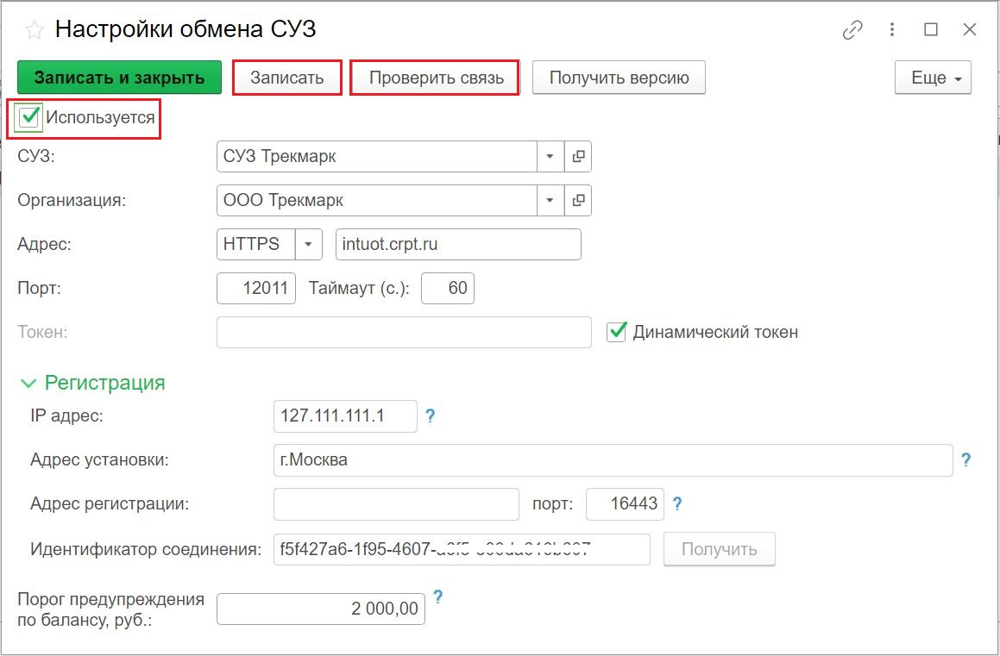 Настройки обмена СУЗ
Записать и закрыть Записать Проверить связь Получить версию Еще
Используется
СУЗ: СУЗ Трекмарк
Организация: ООО Трекмарк
Адрес: HTTPS intuot.crpt.ru
Порт: 12011 Таймаут (с.): 60
Токен: Динамический токен
Регистрация
IP адрес: 127.111.111.1 ?
Адрес установки: г.Москва ?
Адрес регистрации: порт: 16443 ?
Идентификатор соединения: f5f427a6-1f95-4607- Получить
Порог предупреждения
по балансу, руб.: 2 000,00 ?